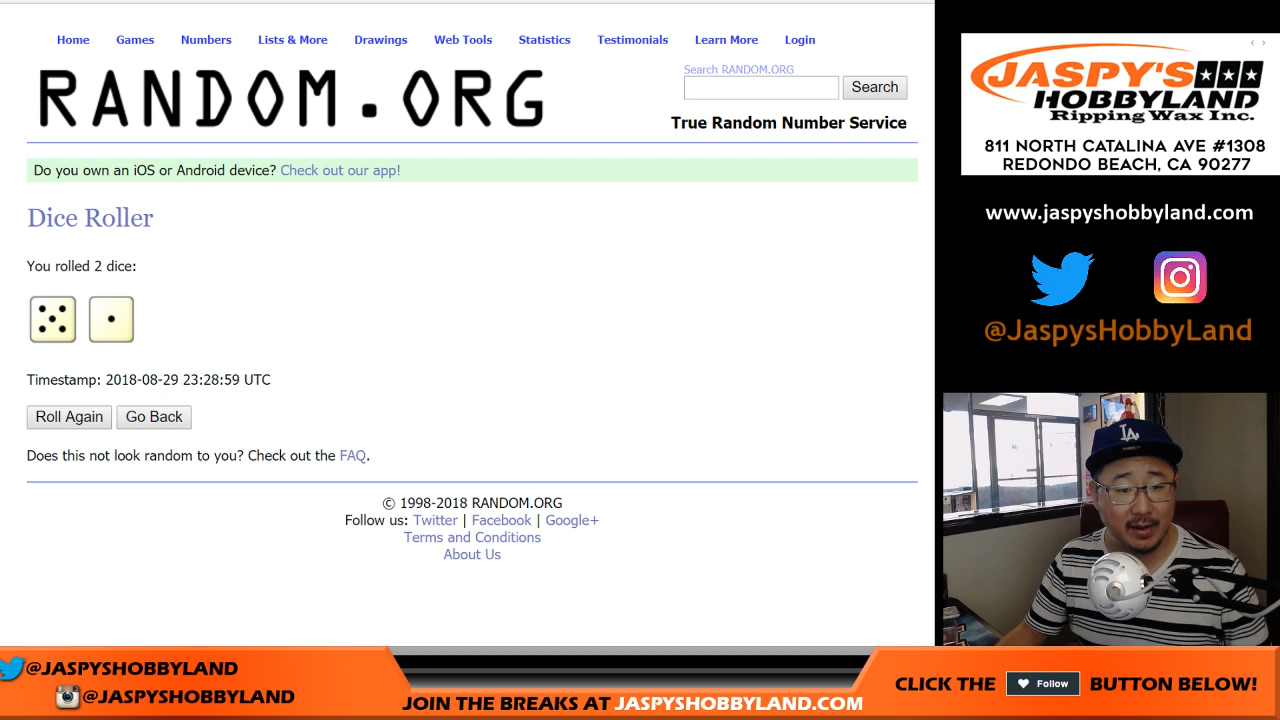 Home Games Numbers Lists & More Drawings Web Tools Statistics Testimonials Learn More Login
RANDOM.ORG
Search RANDOM.ORG
Search
True Random Number Service
Do you own an iOS or Android device? Check out our app!
Dice Roller
You rolled 2 dice:
Timestamp: 2018-08-29 23:28:59 UTC
Roll Again Go Back
Does this not look random to you? Check out the FAQ.
© 1998-2018 RANDOM.ORG
Follow us: Twitter | Facebook | Google+
Terms and Conditions
About Us
JASPY'S
HOBBYLAND
Ripping Wax Inc.
811 NORTH CATALINA AVE #1308
REDONDO BEACH, CA 90277
www.jaspyshobbyland.com
@JaspysHobbyLand
LA
@JASPYSHOBBYLAND
@JASPYSHOBBYLAND
JOIN THE BREAKS AT JASPYSHOBBYLAND.COM
CLICK THE Follow BUTTON BELOW!